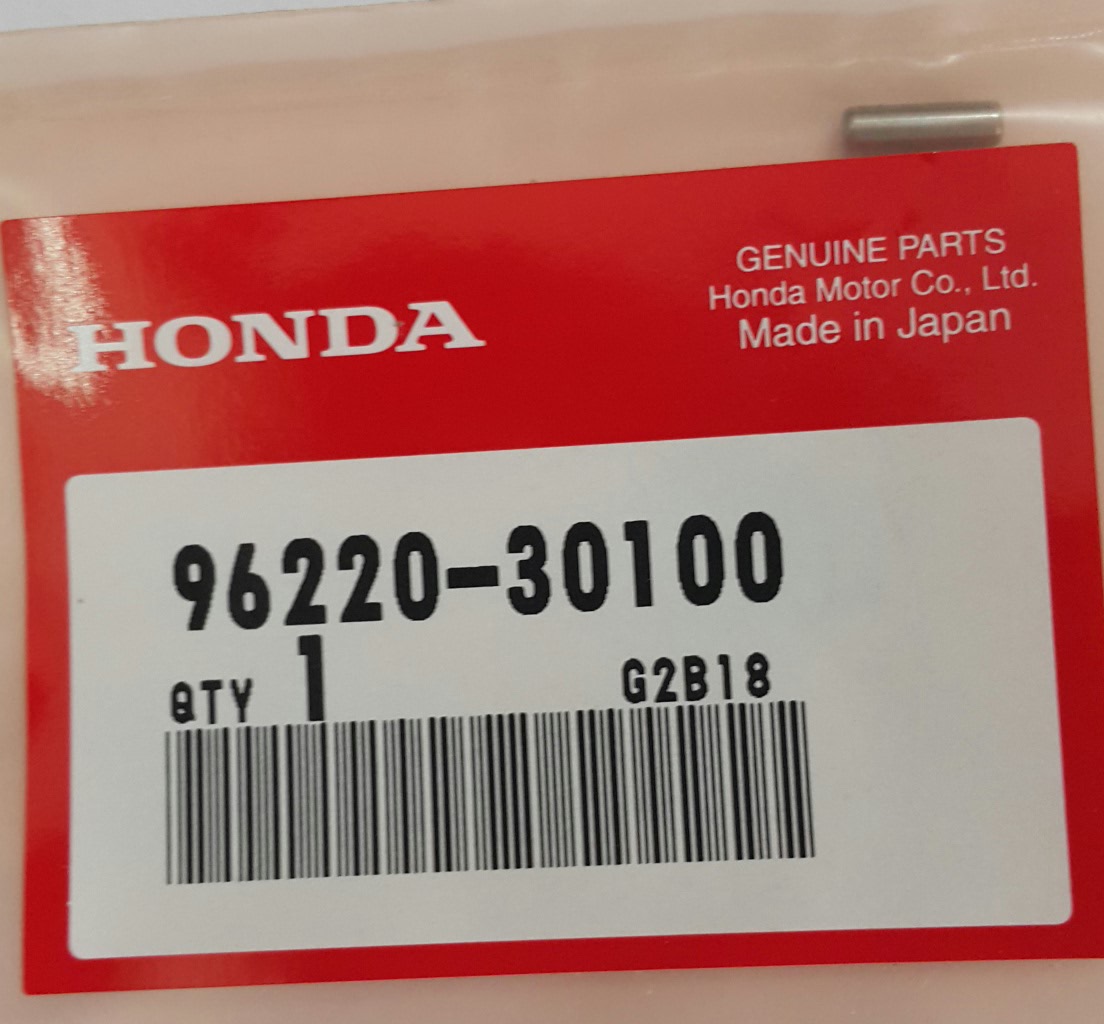 HONDA
GENUINE PARTS
Honda Motor Co., Ltd.
Made in Japan
96220-30100
QTY 1 G2B18